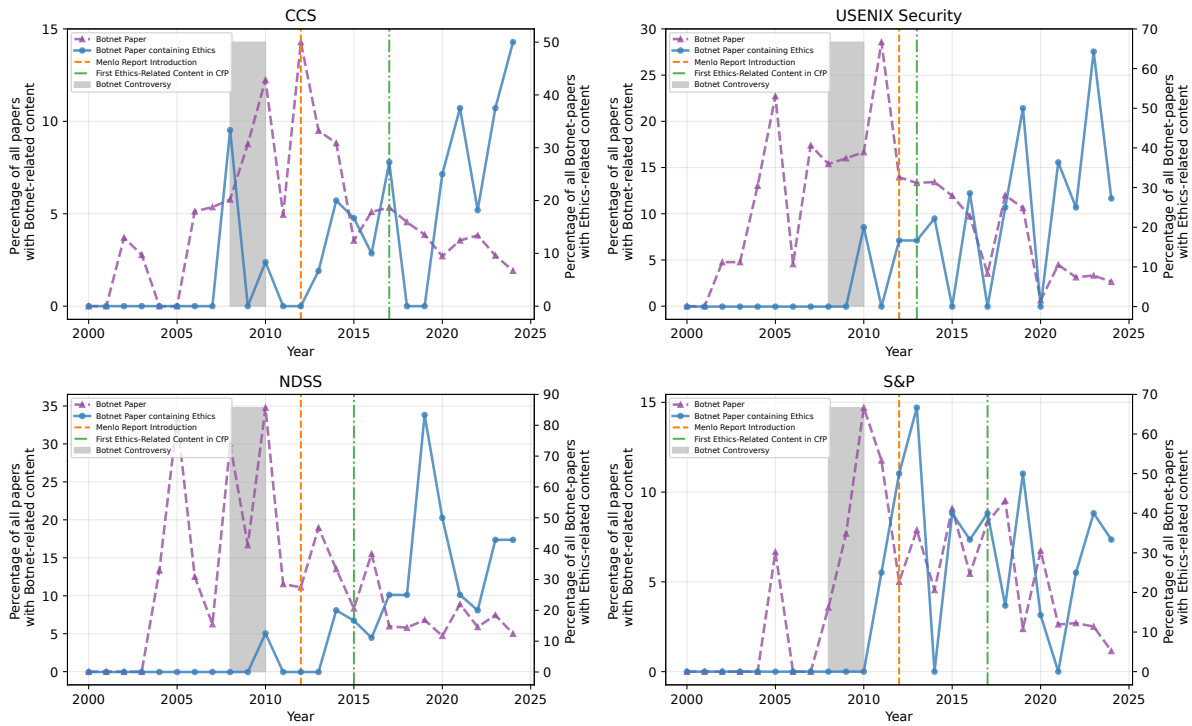 CCS
Percentage of all papers
with Botnet-related content
15
10
5
0
Botnet Paper
Botnet Paper containing Ethics
Menlo Report Introduction
First Ethics-Related Content in CfP
Botnet Controversy
50
40
30
20
10
0
Percentage of all Botnet-papers
with Ethics-related content
2000 2005 2010 2015 2020 2025
Year
USENIX Security
Percentage of all papers
with Botnet-related content
30
25
20
15
10
5
0
Botnet Paper
Botnet Paper containing Ethics
Menlo Report Introduction
First Ethics-Related Content in CfP
Botnet Controversy
70
60
50
40
30
20
10
0
Percentage of all Botnet-papers
with Ethics-related content
2000 2005 2010 2015 2020 2025
Year
NDSS
Percentage of all papers
with Botnet-related content
35
30
25
20
15
10
5
0
Botnet Paper
Botnet Paper containing Ethics
Menlo Report Introduction
First Ethics-Related Content in CfP
Botnet Controversy
90
80
70
60
50
40
30
20
10
0
Percentage of all Botnet-papers
with Ethics-related content
2000 2005 2010 2015 2020 2025
Year
S&P
Percentage of all papers
with Botnet-related content
15
10
5
0
Botnet Paper
Botnet Paper containing Ethics
Menlo Report Introduction
First Ethics-Related Content in CfP
Botnet Controversy
70
60
50
40
30
20
10
0
Percentage of all Botnet-papers
with Ethics-related content
2000 2005 2010 2015 2020 2025
Year